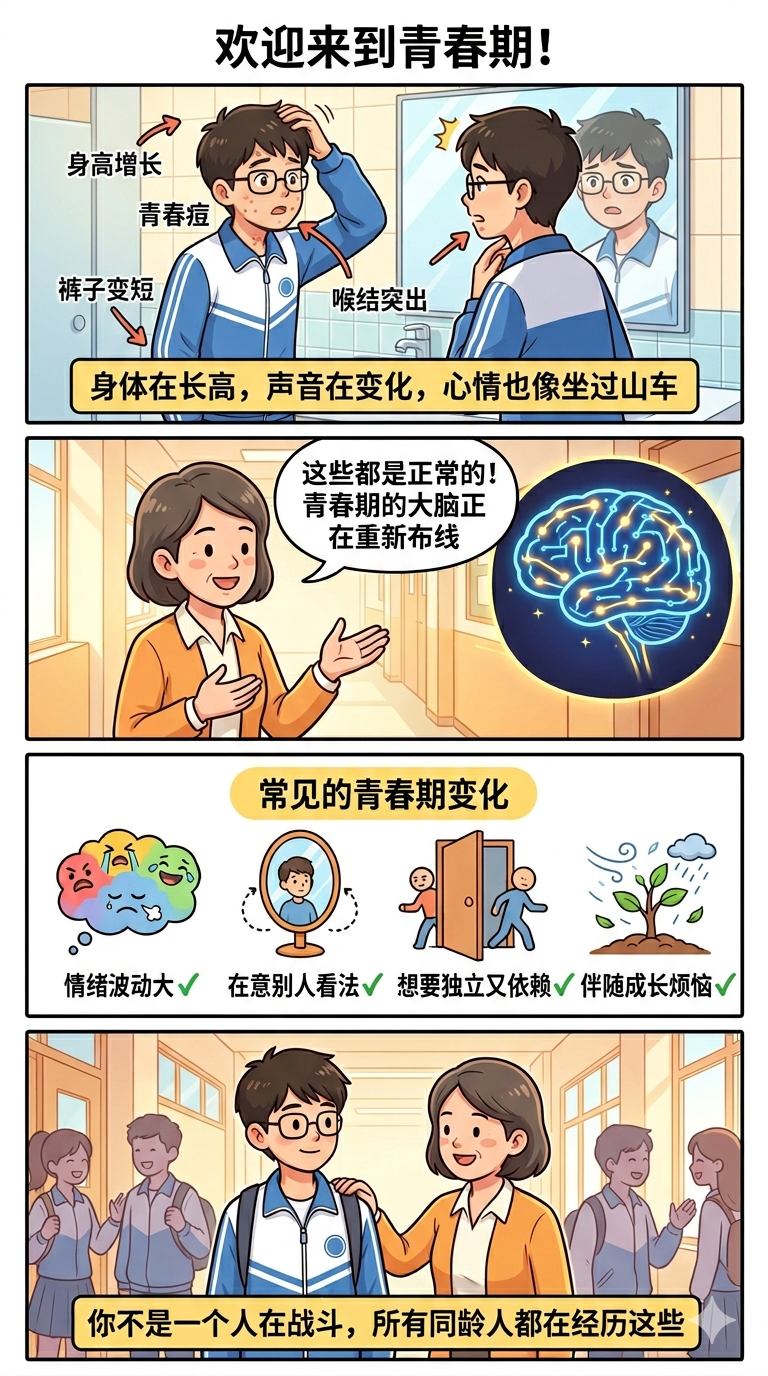 欢迎来到青春期！
身高增长
青春痘
裤子变短
喉结突出
身体在长高，声音在变化，心情也像坐过山车
这些都是正常的！
青春期的大脑正
在重新布线
常见的青春期变化
情绪波动大✓
在意别人看法✓
想要独立又依赖✓
伴随成长烦恼✓
你不是一个人在战斗，所有同龄人都在经历这些